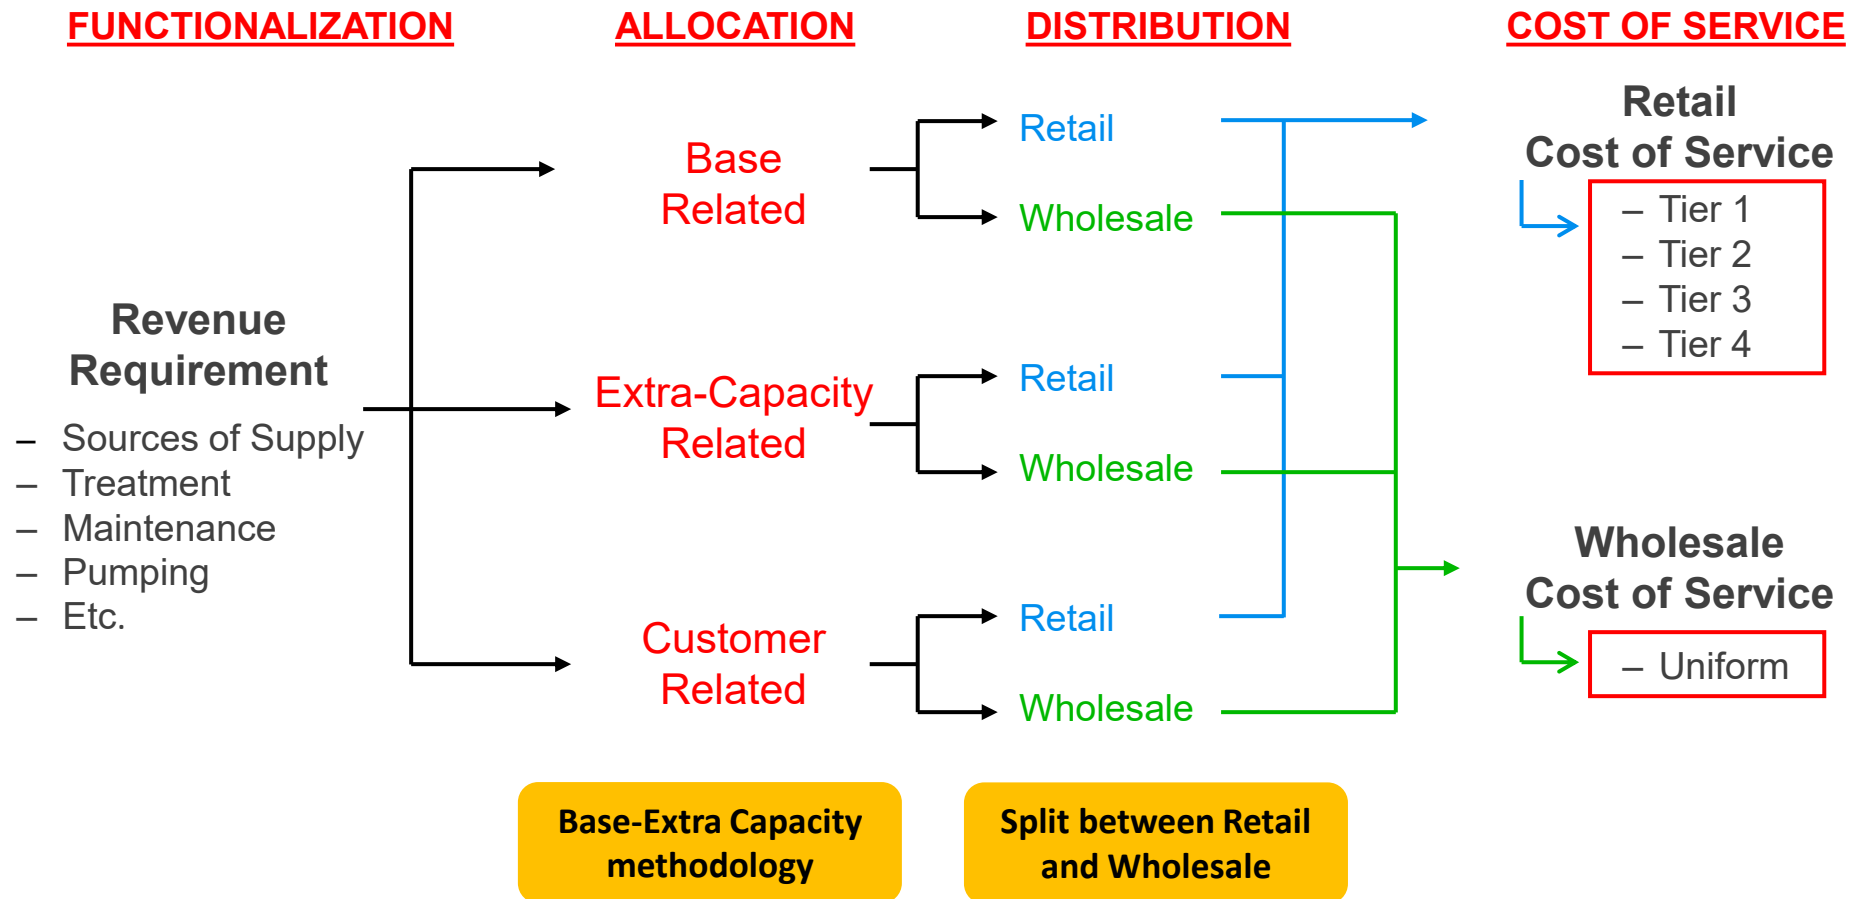 FUNCTIONALIZATION
ALLOCATION
DISTRIBUTION
COST OF SERVICE
Revenue
Requirement
– Sources of Supply
– Treatment
– Maintenance
– Pumping
– Etc.
Base
Related
Extra-Capacity
Related
Customer
Related
Retail
Wholesale
Retail
Wholesale
Retail
Wholesale
Retail
Cost of Service
– Tier 1
– Tier 2
– Tier 3
– Tier 4
Wholesale
Cost of Service
– Uniform
Base-Extra Capacity
methodology
Split between Retail
and Wholesale